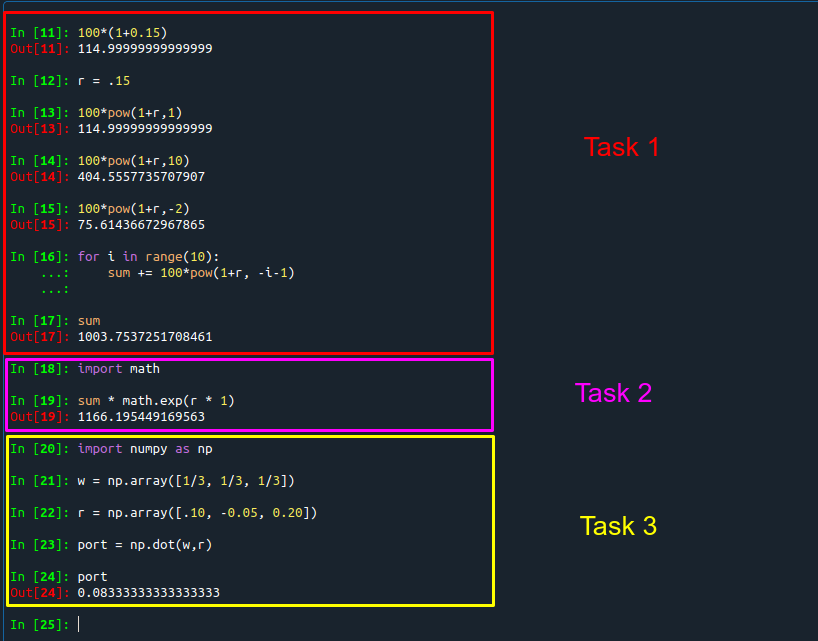 In [11]: 100*(1+0.15)
Out[11]: 114.99999999999999
In [12]: r = .15
In [13]: 100*pow(1+r,1)
Out[13]: 114.99999999999999
Task 1
In [14]: 100*pow(1+r,10)
Out[14]: 404.5557735707907
In [15]: 100*pow(1+r,-2)
Out[15]: 75.61436672967865
In [16]: for i in range(10):
...: sum += 100*pow(1+r, -i-1)
...:
In [17]: sum
Out[17]: 1003.7537251708461
In [18]: import math
Task 2
In [19]: sum * math.exp(r * 1)
Out[19]: 1166.195449169563
In [20]: import numpy as np
In [21]: w = np.array([1/3, 1/3, 1/3])
In [22]: r = np.array([.10, -0.05, 0.20])
Task 3
In [23]: port = np.dot(w,r)
In [24]: port
Out[24]: 0.08333333333333333
In [25]: